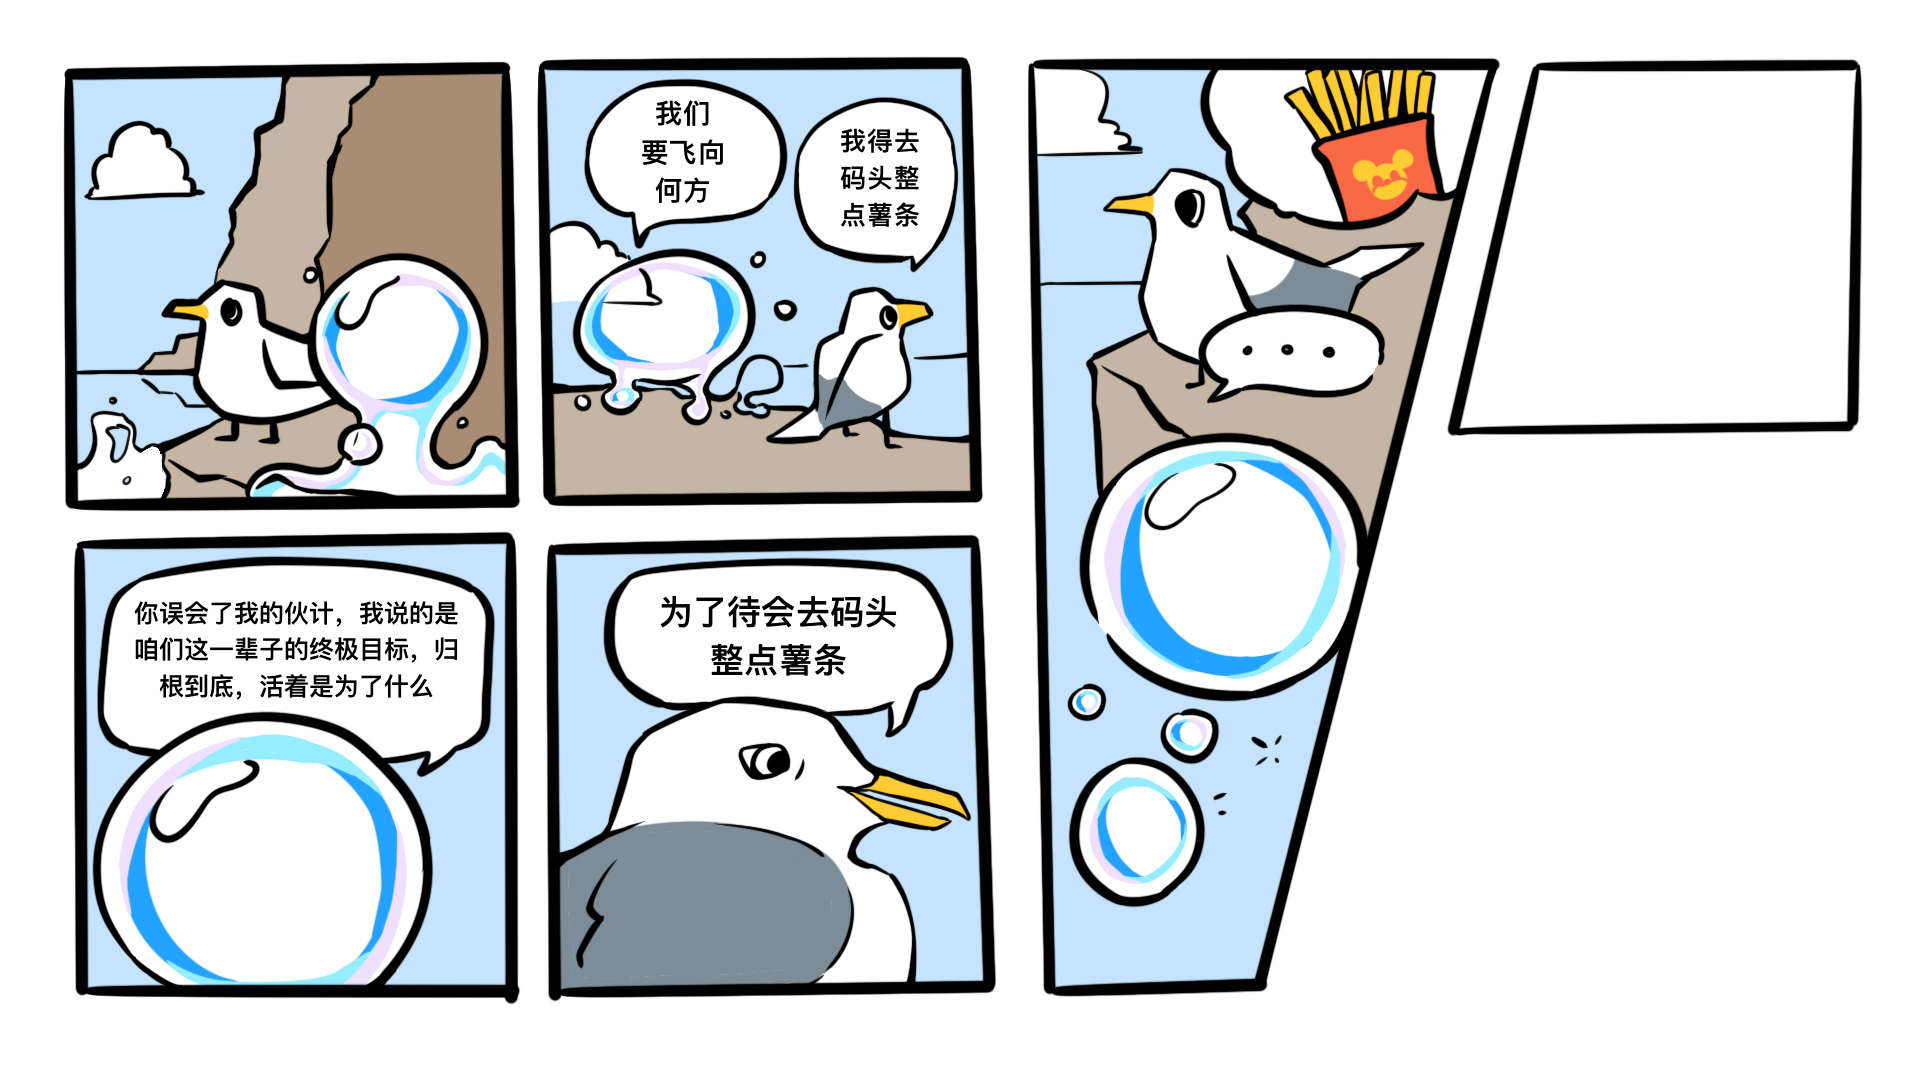 我们
要飞向
何方
我得去
码头整
点薯条
你误会了我的伙计，我说的是
咱们这一辈子的终极目标，归
根到底，活着是为了什么
为了待会去码头
整点薯条